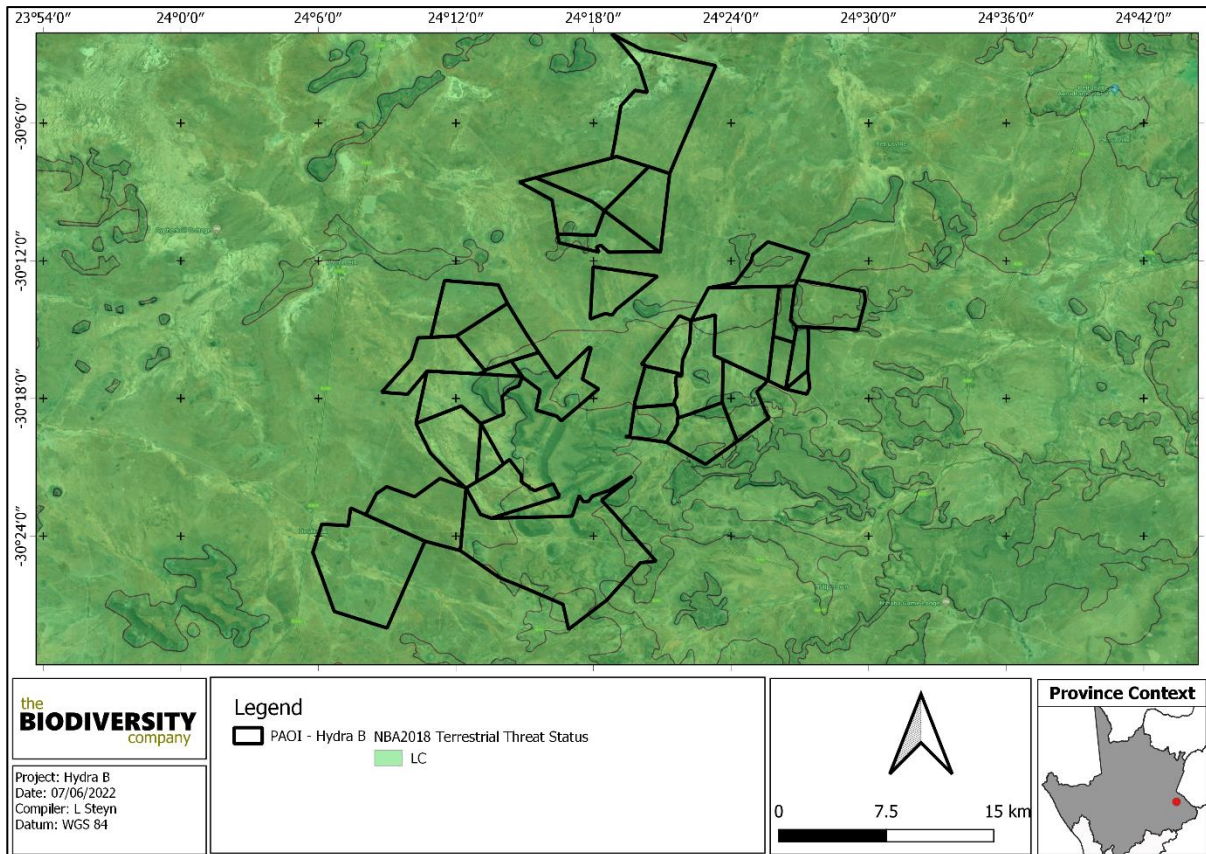 23°54′0″ 24°0′0″ 24°6′0″ 24°12′0″ 24°18′0″ 24°24′0″ 24°30′0″ 24°36′0″ 24°42′0″
-30°6′0″
-30°12′0″
-30°18′0″
-30°24′0″
the
BIODIVERSITY
company
Project: Hydra B
Date: 07/06/2022
Compiler: L Steyn
Datum: WGS 84
Legend
PAOI - Hydra B NBA2018 Terrestrial Threat Status
LC
0 7.5 15 km
Province Context